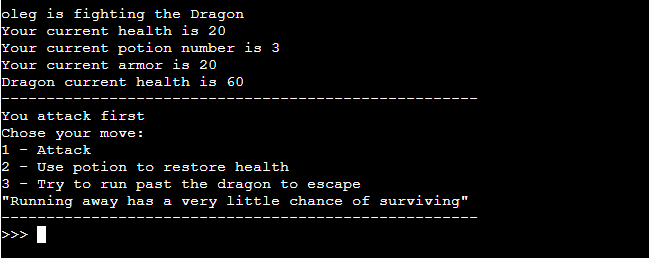 oleg is fighting the Dragon
Your current health is 20
Your current potion number is 3
Your current armor is 20
Dragon current health is 60
-----------------------------------------------------
You attack first
Chose your move:
1 - Attack
2 - Use potion to restore health
3 - Try to run past the dragon to escape
"Running away has a very little chance of surviving"
-----------------------------------------------------
>>>